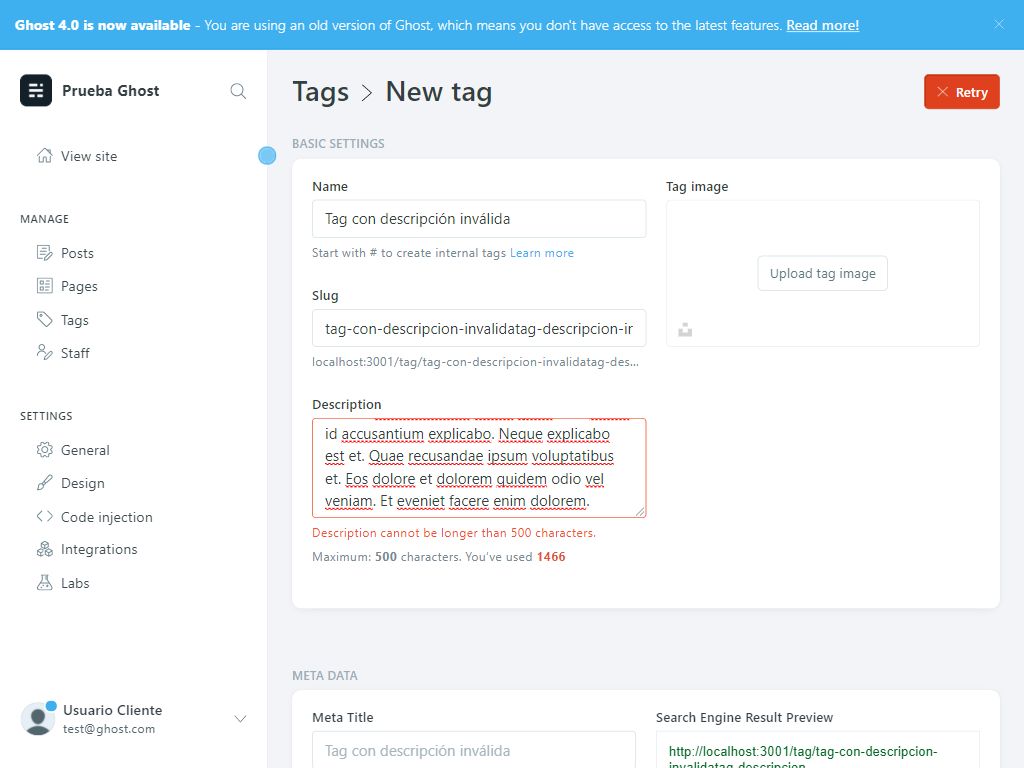 Ghost 4.0 is now available - You are using an old version of Ghost, which means you don't have access to the latest features. Read more!
Prueba Ghost
View site
MANAGE
Posts
Pages
Tags
Staff
SETTINGS
General
Design
Code injection
Integrations
Labs
Usuario Cliente
test@ghost.com
Tags > New tag
Retry
BASIC SETTINGS
Name
Tag con descripción inválida
Start with # to create internal tags Learn more
Slug
tag-con-descripcion-invalidatag-descripcion-ir
localhost:3001/tag/tag-con-descripcion-invalidatag-des...
Description
id accusantium explicabo. Neque explicabo
est et. Quae recusandae ipsum voluptatibus
et. Eos dolore et dolorem quidem odio vel
veniam. Et eveniet facere enim dolorem.
Description cannot be longer than 500 characters.
Maximum: 500 characters. You've used 1466
Tag image
Upload tag image
META DATA
Meta Title
Tag con descripción inválida
Search Engine Result Preview
http://localhost:3001/tag/tag-con-descripcion-
invalidatag-descripcion